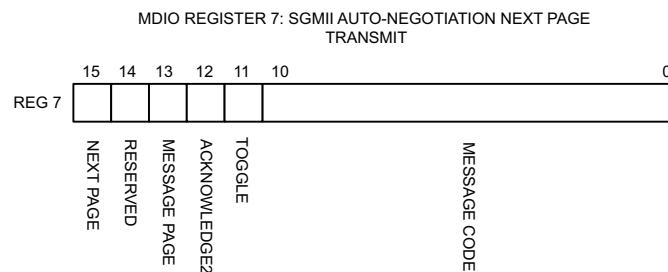 MDIO REGISTER 7: SGMII AUTO-NEGOTIATION NEXT PAGE
TRANSMIT
15 14 13 12 11 10 0
REG 7
NEXT PAGE
RESERVED
MESSAGE PAGE
ACKNOWLEDGE2
TOGGLE
MESSAGE CODE